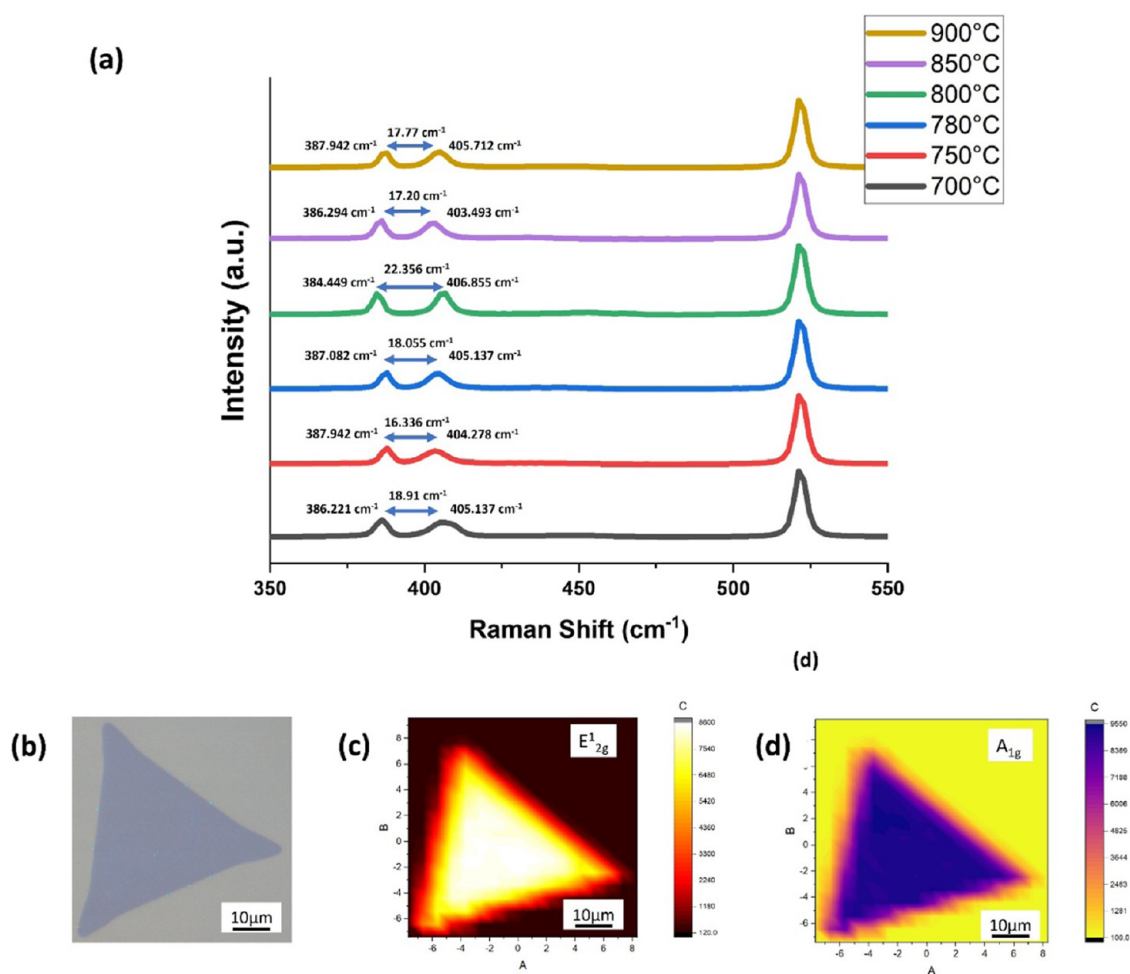 (a)
900°C
850°C
800°C
780°C
750°C
700°C
387.942 cm⁻¹ 17.77 cm⁻¹ 405.712 cm⁻¹
386.294 cm⁻¹ 17.20 cm⁻¹ 403.493 cm⁻¹
384.449 cm⁻¹ 22.356 cm⁻¹ 406.855 cm⁻¹
387.082 cm⁻¹ 18.055 cm⁻¹ 405.137 cm⁻¹
387.942 cm⁻¹ 16.336 cm⁻¹ 404.278 cm⁻¹
386.221 cm⁻¹ 18.91 cm⁻¹ 405.137 cm⁻¹
Intensity (a.u.)
350 400 450 500 550
Raman Shift (cm⁻¹)
(d)
(b)
10μm
(c)
E¹₂g
C
8600
7540
6480
5420
4360
3300
2240
1180
120.0
B
8
6
4
2
0
-2
-4
-6
10μm
-6 -4 -2 0 2 4 6 8
A
(d)
A₁g
C
9550
8369
7188
6006
4825
3644
2463
1281
100.0
B
8
6
4
2
0
-2
-4
-6
10μm
-6 -4 -2 0 2 4 6 8
A